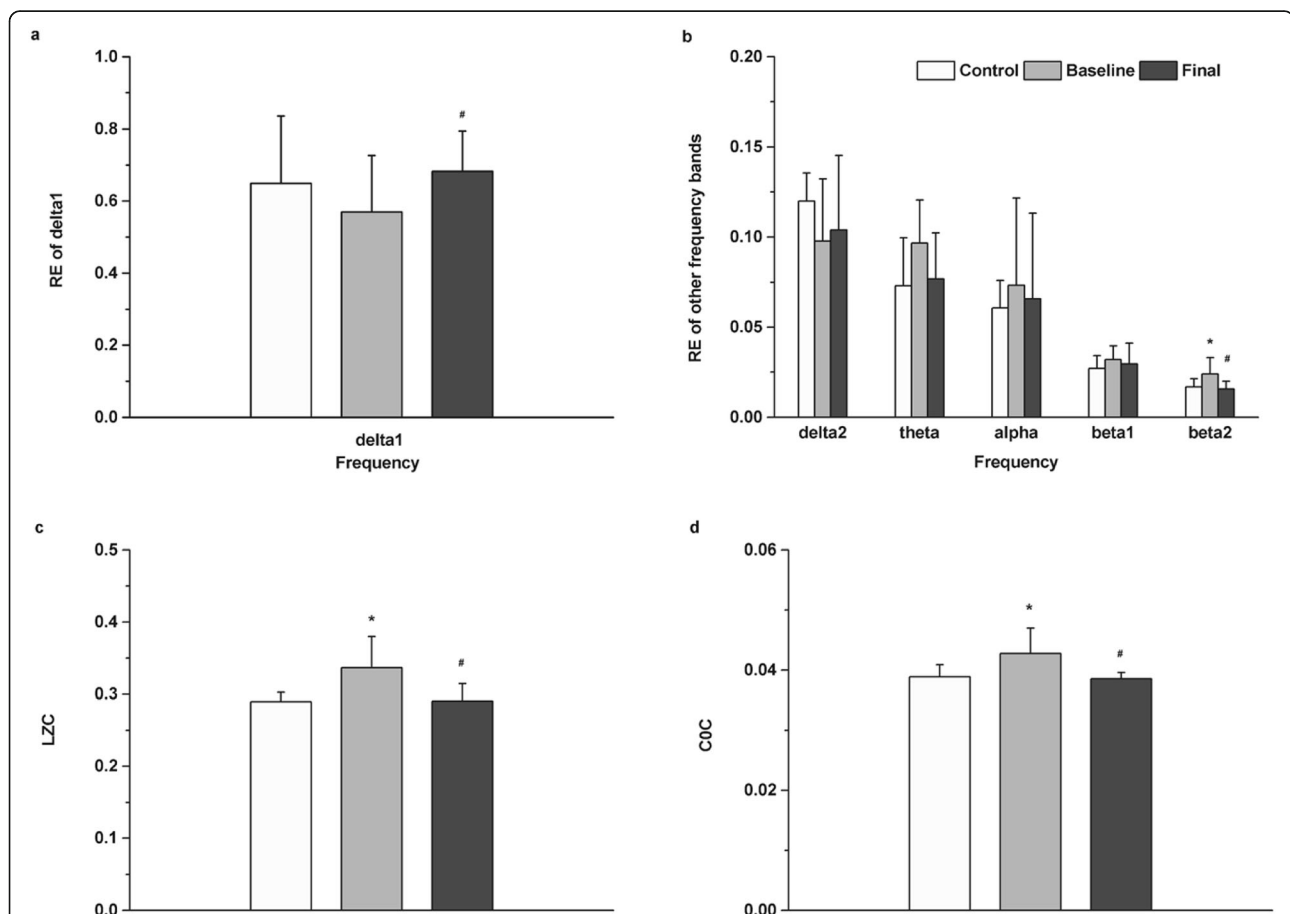 a
1.0
0.8
0.6
0.4
0.2
0.0
RE of delta1
#
delta1
Frequency
b
0.20
0.15
0.10
0.05
0.00
RE of other frequency bands
Control Baseline Final
*
#
delta2 theta alpha beta1 beta2
Frequency
c
0.5
0.4
0.3
0.2
0.1
0.0
LZC
*
#
d
0.06
0.04
0.02
0.00
C0C
*
#